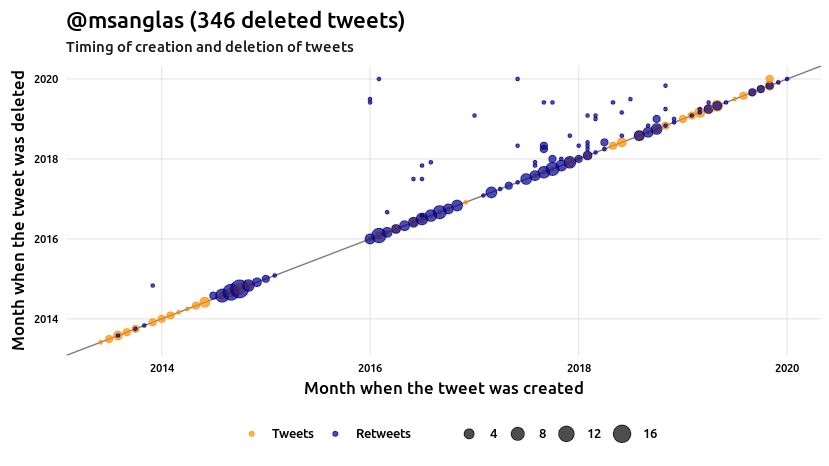 @msanglas (346 deleted tweets)
Timing of creation and deletion of tweets
Month when the tweet was deleted
2020
2018
2016
2014
2014 2016 2018 2020
Month when the tweet was created
Tweets Retweets 4 8 12 16